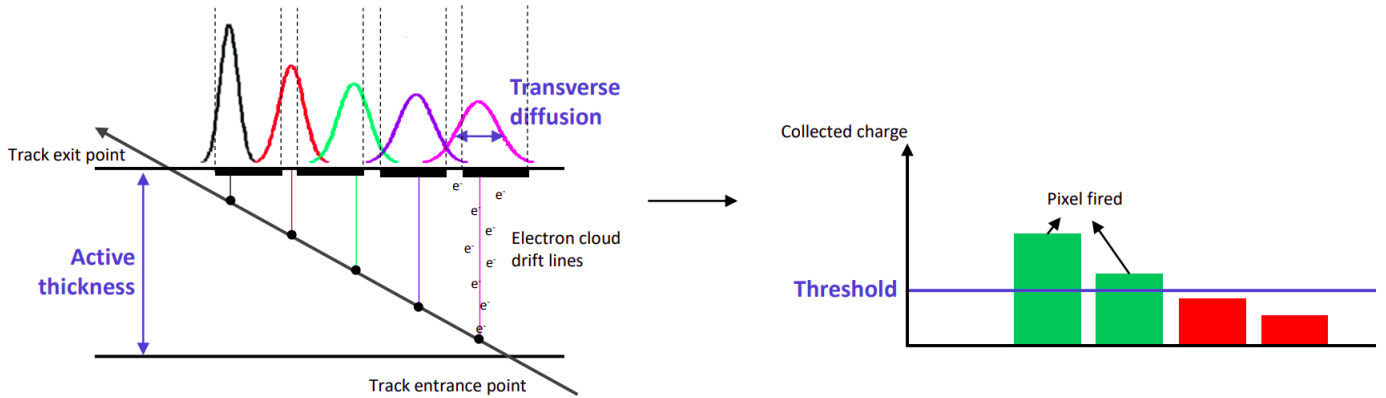 Transverse
diffusion
Track exit point
Active
thickness
e-
e-
e-
e-
e-
e-
e-
e-
e-
Electron cloud
drift lines
Track entrance point
Collected charge
Pixel fired
Threshold